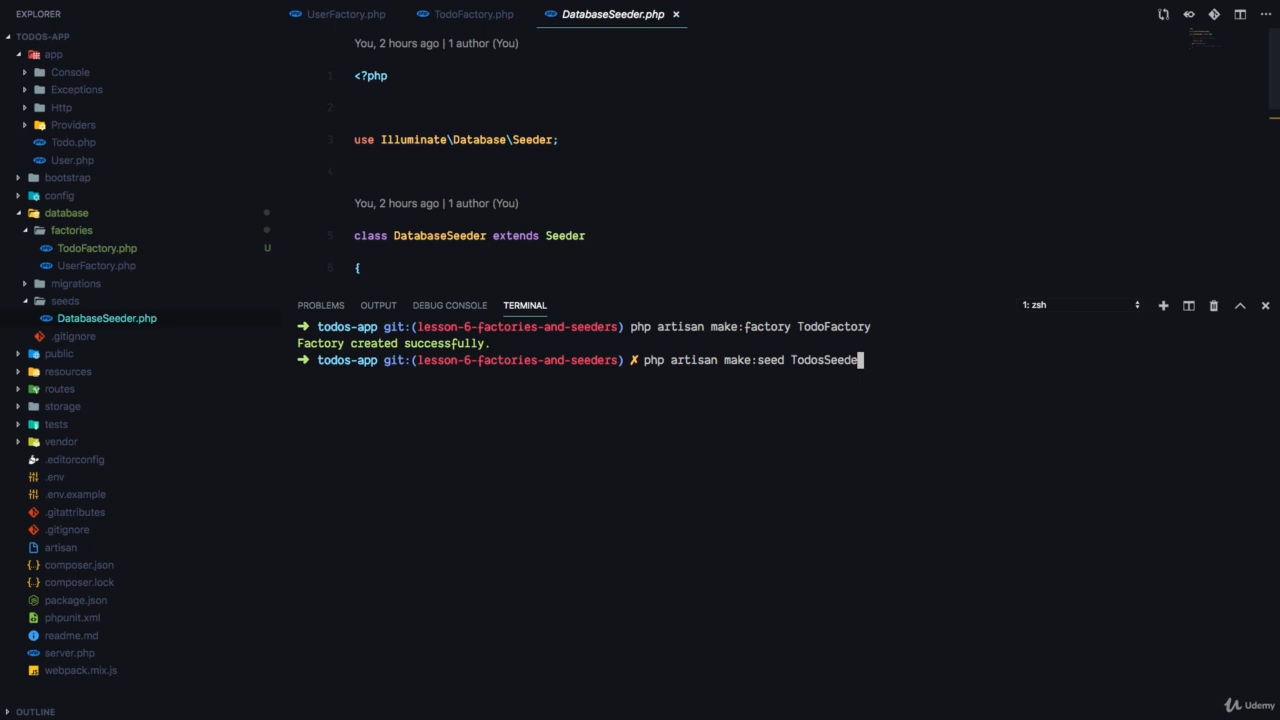 EXPLORER
TODOS-APP
app
Console
Exceptions
Http
Providers
Todo.php
User.php
bootstrap
config
database
factories
TodoFactory.php U
UserFactory.php
migrations
seeds
DatabaseSeeder.php
.gitignore
public
resources
routes
storage
tests
vendor
.editorconfig
.env
.env.example
.gitattributes
.gitignore
artisan
composer.json
composer.lock
package.json
phpunit.xml
readme.md
server.php
webpack.mix.js
OUTLINE
UserFactory.php TodoFactory.php DatabaseSeeder.php
You, 2 hours ago | 1 author (You)
1 <?php
2
3 use Illuminate\Database\Seeder;
4
You, 2 hours ago | 1 author (You)
5 class DatabaseSeeder extends Seeder
6 {
PROBLEMS OUTPUT DEBUG CONSOLE TERMINAL 1: zsh
➜ todos-app git:(lesson-6-factories-and-seeders) php artisan make:factory TodoFactory
Factory created successfully.
➜ todos-app git:(lesson-6-factories-and-seeders) ✗ php artisan make:seed TodosSeede
Udemy